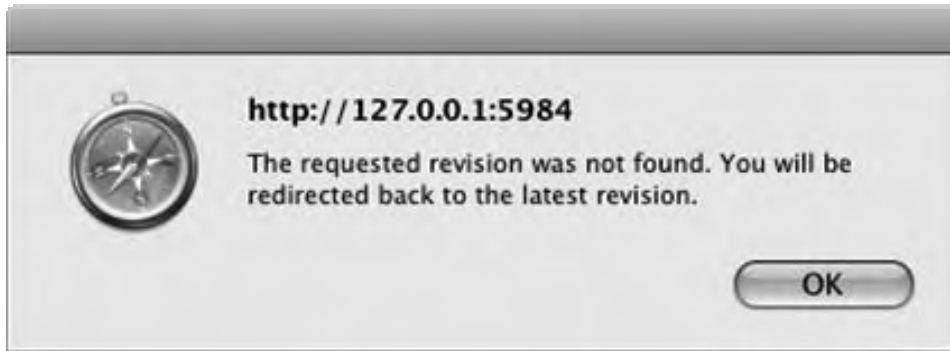 http://127.0.0.1:5984
The requested revision was not found. You will be
redirected back to the latest revision.
OK